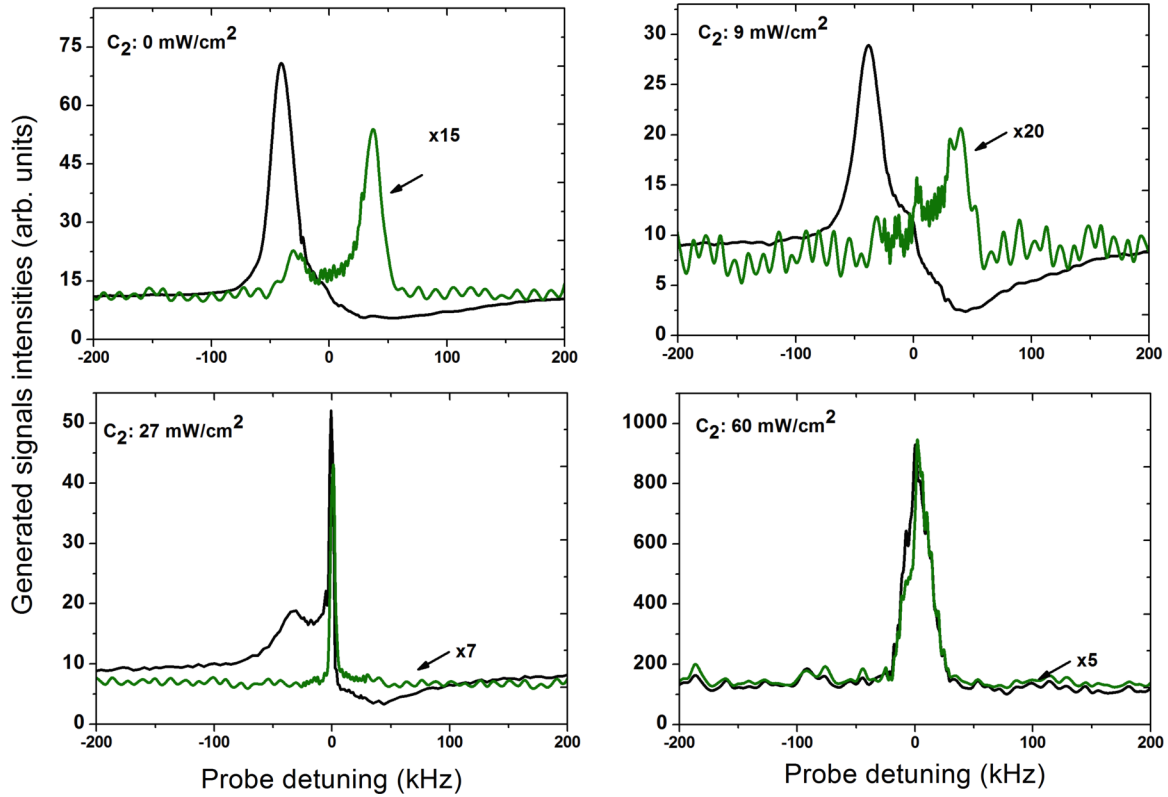 Generated signals intensities (arb. units)
C2: 0 mW/cm2
75
60
45
30
15
0
x15
-200 -100 0 100 200
C2: 9 mW/cm2
30
25
20
15
10
5
0
x20
-200 -100 0 100 200
C2: 27 mW/cm2
50
40
30
20
10
0
x7
-200 -100 0 100 200
Probe detuning (kHz)
C2: 60 mW/cm2
1000
800
600
400
200
0
x5
-200 -100 0 100 200
Probe detuning (kHz)